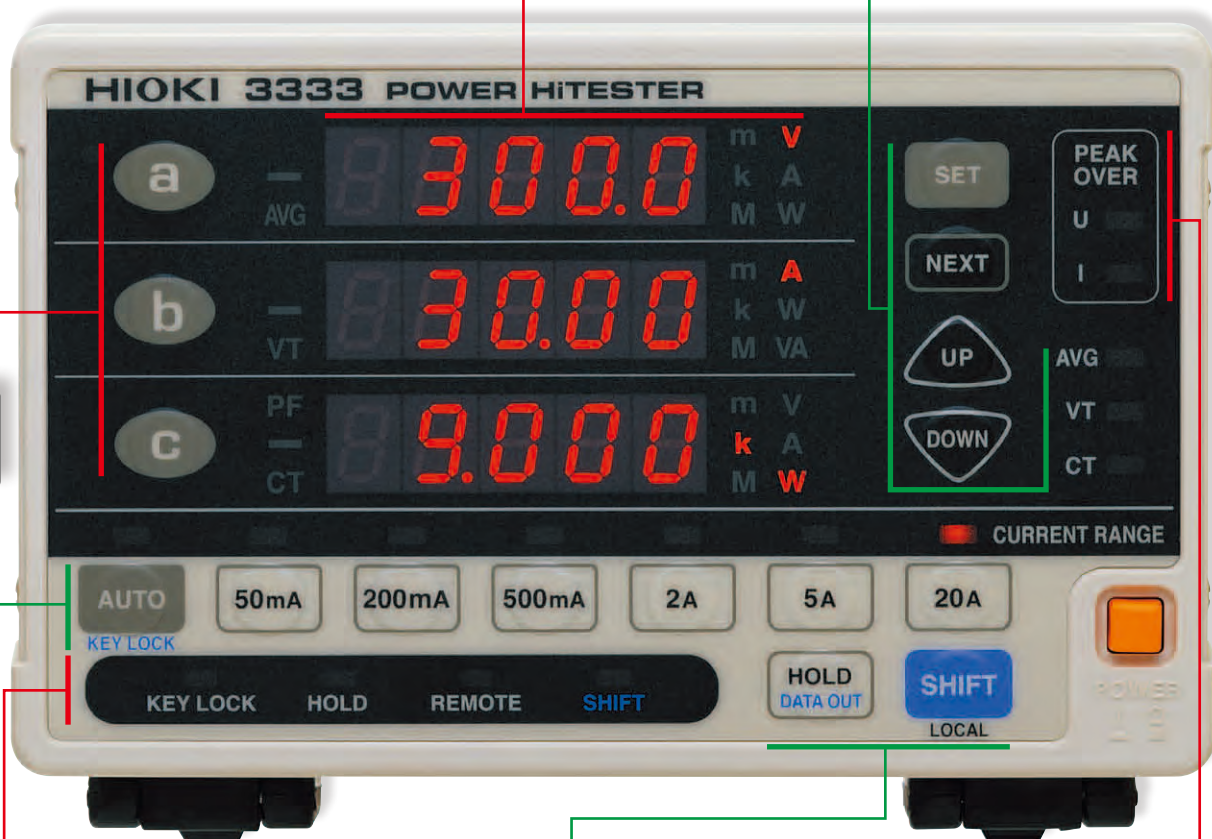 HIOKI 3333 POWER HiTESTER
a
AVG
300.0
m V
k A
M W
b
VT
30.00
m A
k W
M VA
c
PF
CT
9.000
m V
k A
M W
SET
NEXT
UP
DOWN
PEAK
OVER
U
I
AVG
VT
CT
CURRENT RANGE
AUTO
KEY LOCK
50mA
200mA
500mA
2A
5A
20A
KEY LOCK HOLD REMOTE SHIFT
HOLD
DATA OUT
SHIFT
LOCAL
POWER